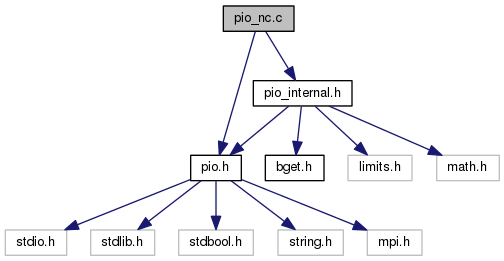 pio_nc.c
pio_internal.h
pio.h
bget.h
limits.h
math.h
stdio.h
stdlib.h
stdbool.h
string.h
mpi.h